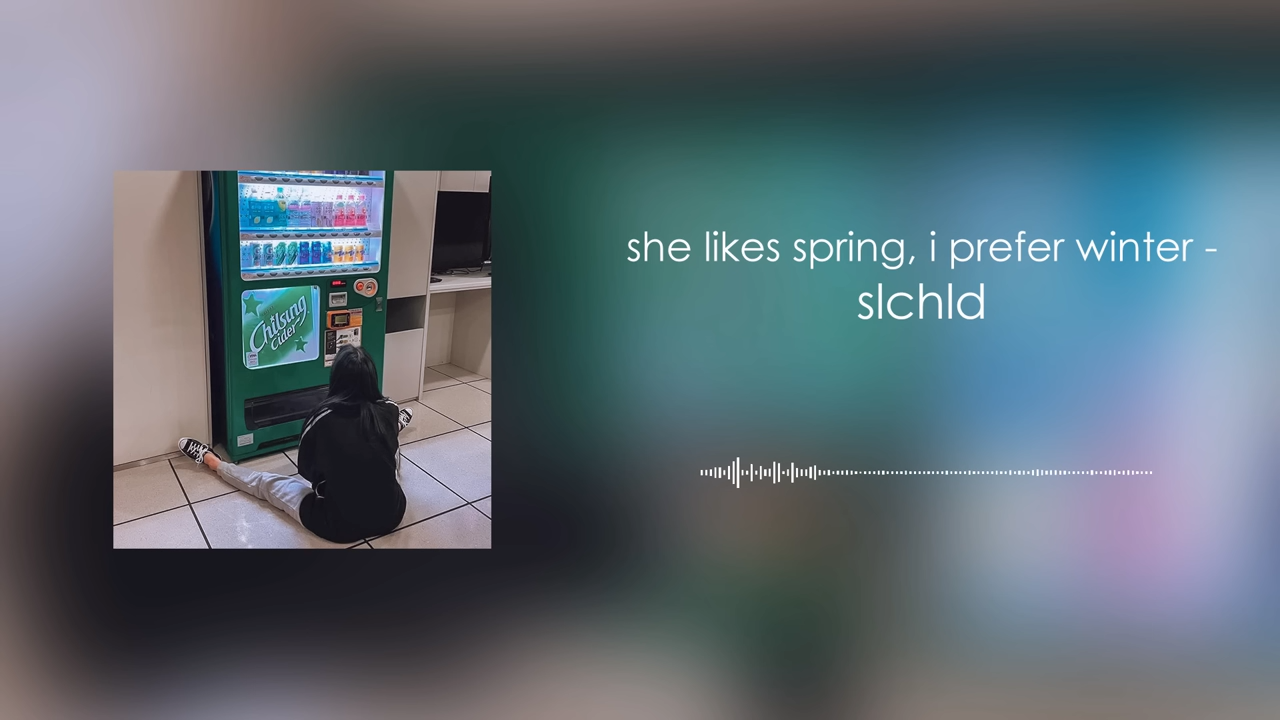 Chilsung
Cider
she likes spring, i prefer winter -
slchld